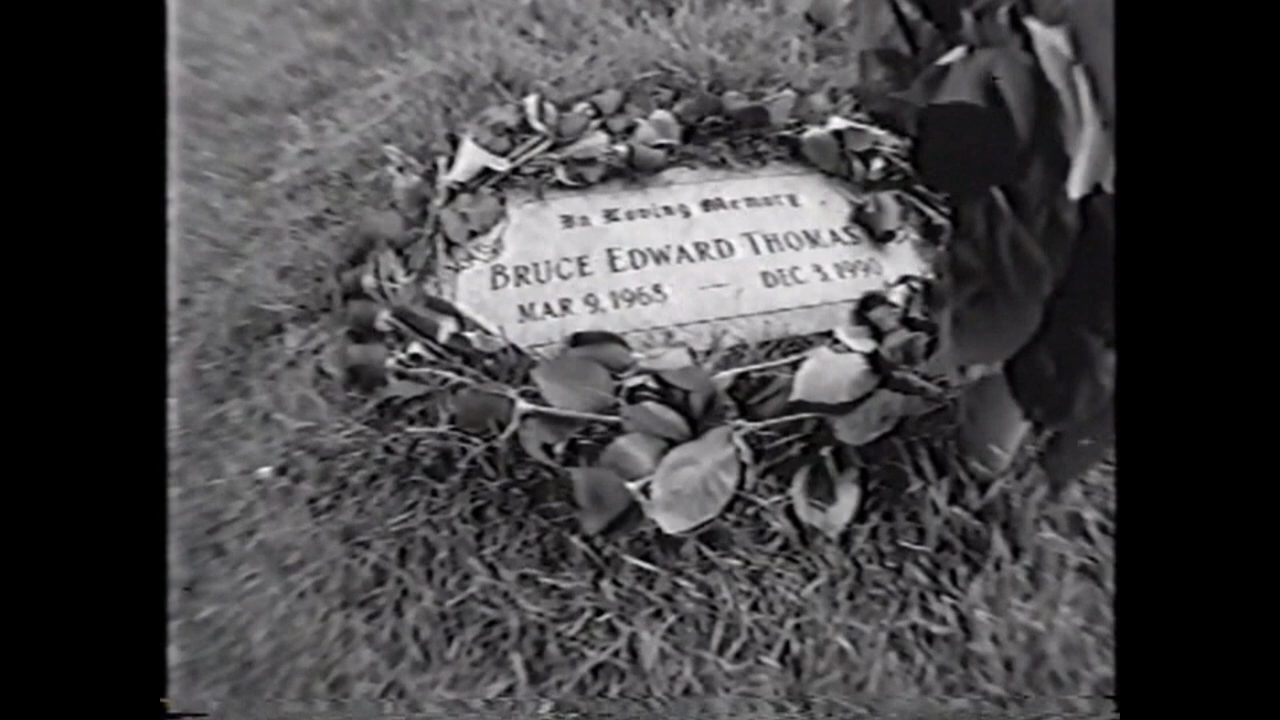 In Loving Memory
BRUCE EDWARD THOMAS
MAR 9, 1965 — DEC 3, 1990